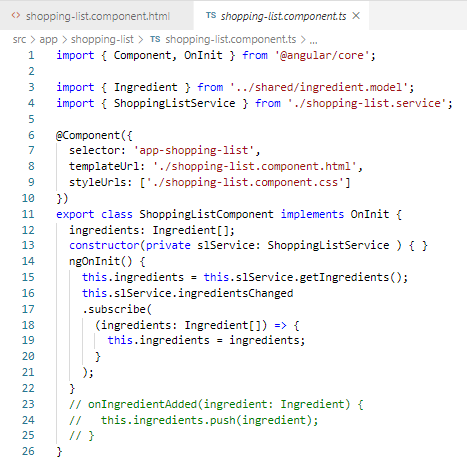 <> shopping-list.component.html   TS shopping-list.component.ts ×
src > app > shopping-list > TS shopping-list.component.ts > ...
1 import { Component, OnInit } from '@angular/core';
2
3 import { Ingredient } from '../shared/ingredient.model';
4 import { ShoppingListService } from './shopping-list.service';
5
6 @Component({
7   selector: 'app-shopping-list',
8   templateUrl: './shopping-list.component.html',
9   styleUrls: ['./shopping-list.component.css']
10 })
11 export class ShoppingListComponent implements OnInit {
12   ingredients: Ingredient[];
13   constructor(private slService: ShoppingListService ) { }
14   ngOnInit() {
15     this.ingredients = this.slService.getIngredients();
16     this.slService.ingredientsChanged
17     .subscribe(
18       (ingredients: Ingredient[]) => {
19         this.ingredients = ingredients;
20       }
21     );
22   }
23   // onIngredientAdded(ingredient: Ingredient) {
24   //   this.ingredients.push(ingredient);
25   // }
26 }